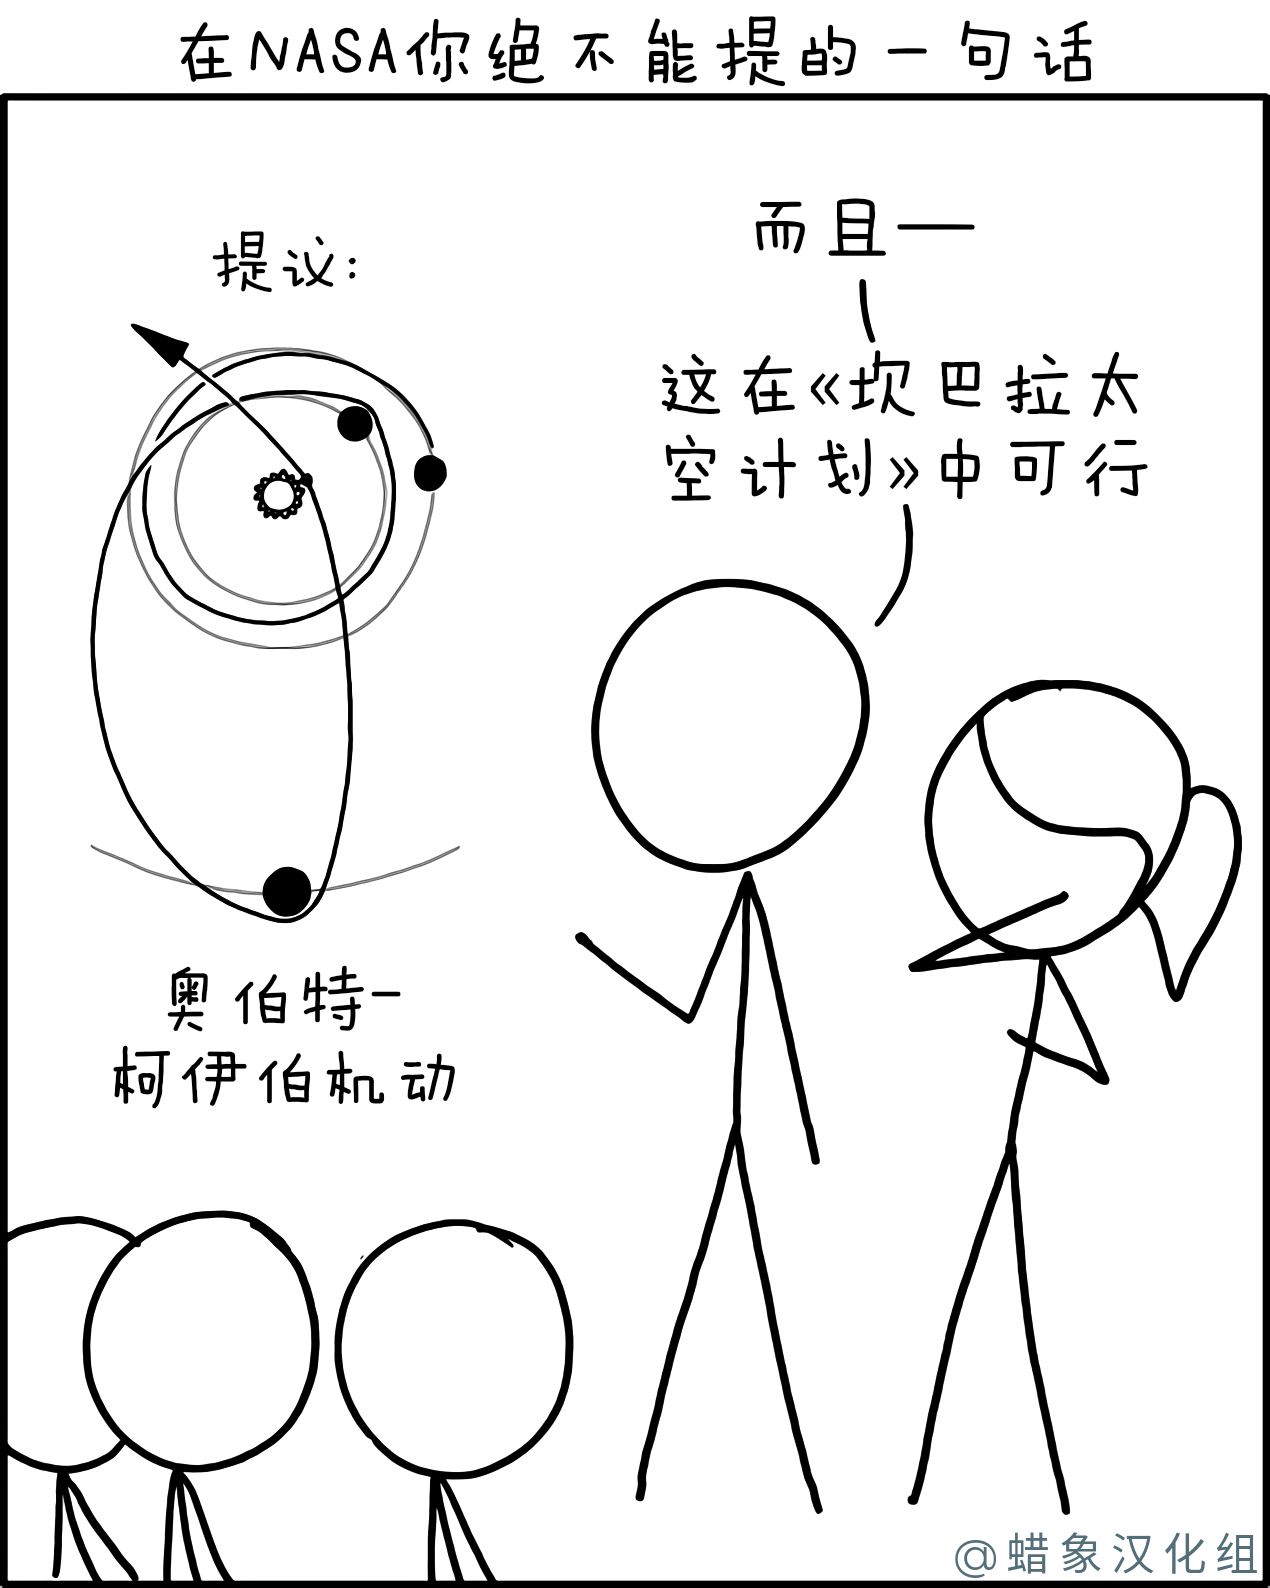 在NASA你绝不能提的一句话
提议:
而且——
这在《坎巴拉太
空计划》中可行
奥伯特-
柯伊伯机动
@蜡象汉化组